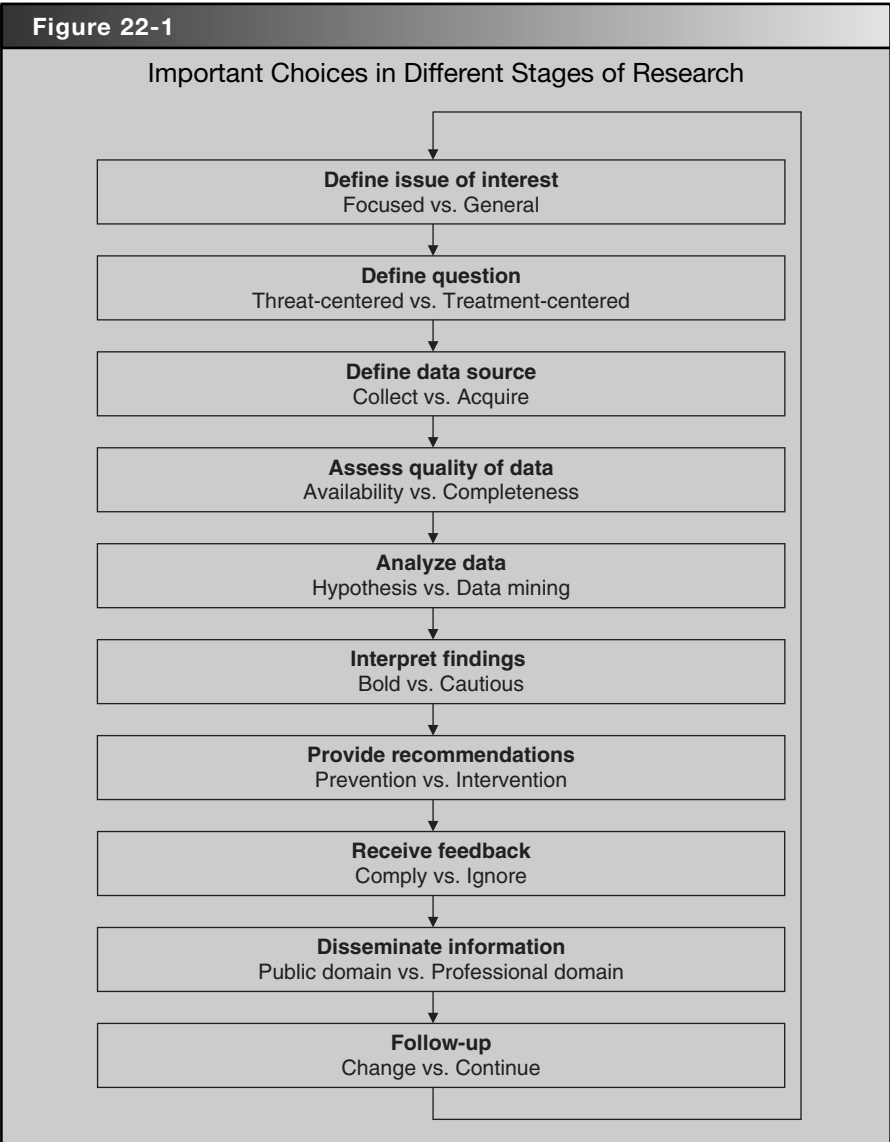 Figure 22-1
Important Choices in Different Stages of Research
Define issue of interest
Focused vs. General
Define question
Threat-centered vs. Treatment-centered
Define data source
Collect vs. Acquire
Assess quality of data
Availability vs. Completeness
Analyze data
Hypothesis vs. Data mining
Interpret findings
Bold vs. Cautious
Provide recommendations
Prevention vs. Intervention
Receive feedback
Comply vs. Ignore
Disseminate information
Public domain vs. Professional domain
Follow-up
Change vs. Continue